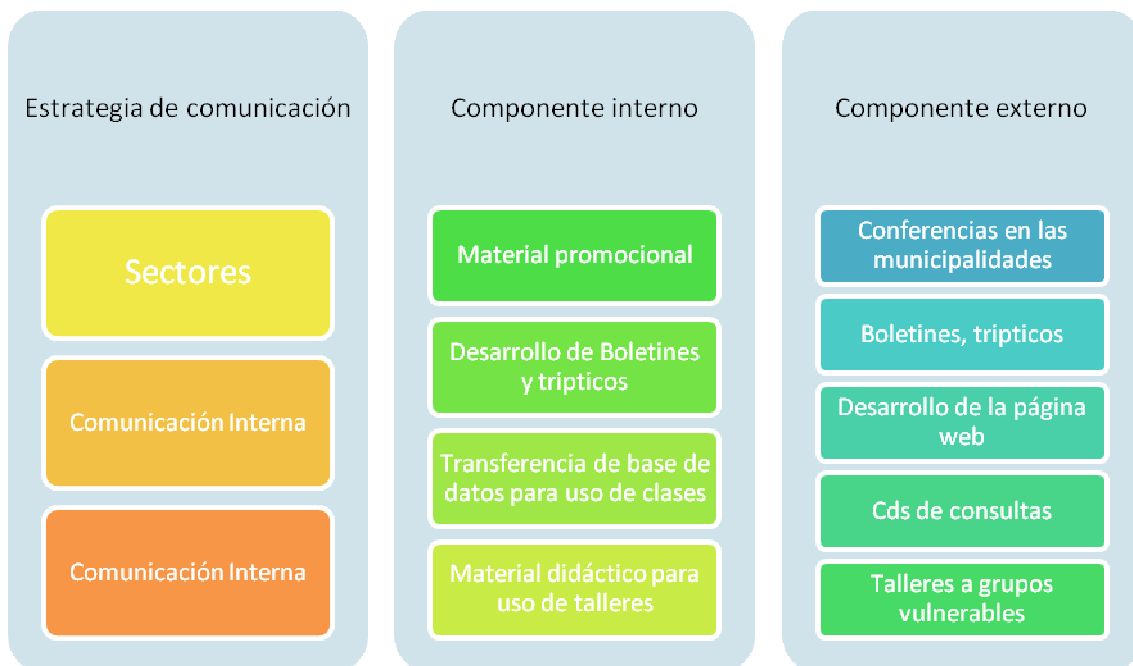 Estrategia de comunicación
Sectores
Comunicación Interna
Comunicación Interna
Componente interno
Material promocional
Desarrollo de Boletines
y tripticos
Transferencia de base de
datos para uso de clases
Material didáctico para
uso de talleres
Componente externo
Conferencias en las
municipalidades
Boletines, tripticos
Desarrollo de la página
web
Cds de consultas
Talleres a grupos
vulnerables